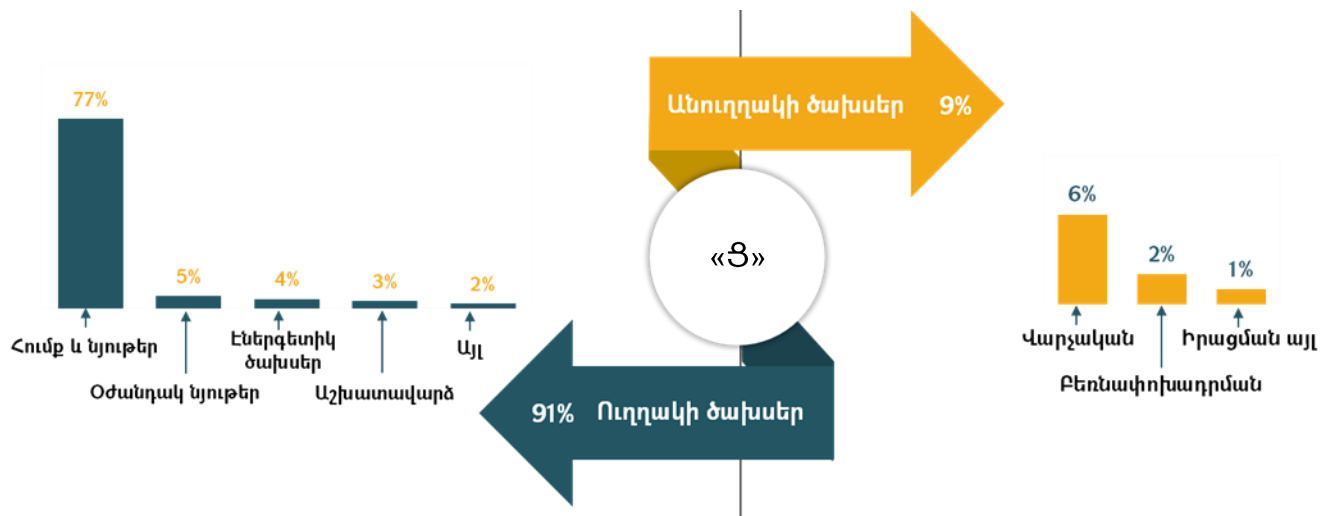 Անուղղակի ծախսեր 9%
77%
5%
4%
3%
2%
Հումք և նյութեր
Օժանդակ նյութեր
Էներգետիկ
ծախսեր
Աշխատավարձ
Այլ
«Ց»
6%
2%
1%
Վարչական
Բեռնափոխադրման
Իրացման այլ
91% Ուղղակի ծախսեր